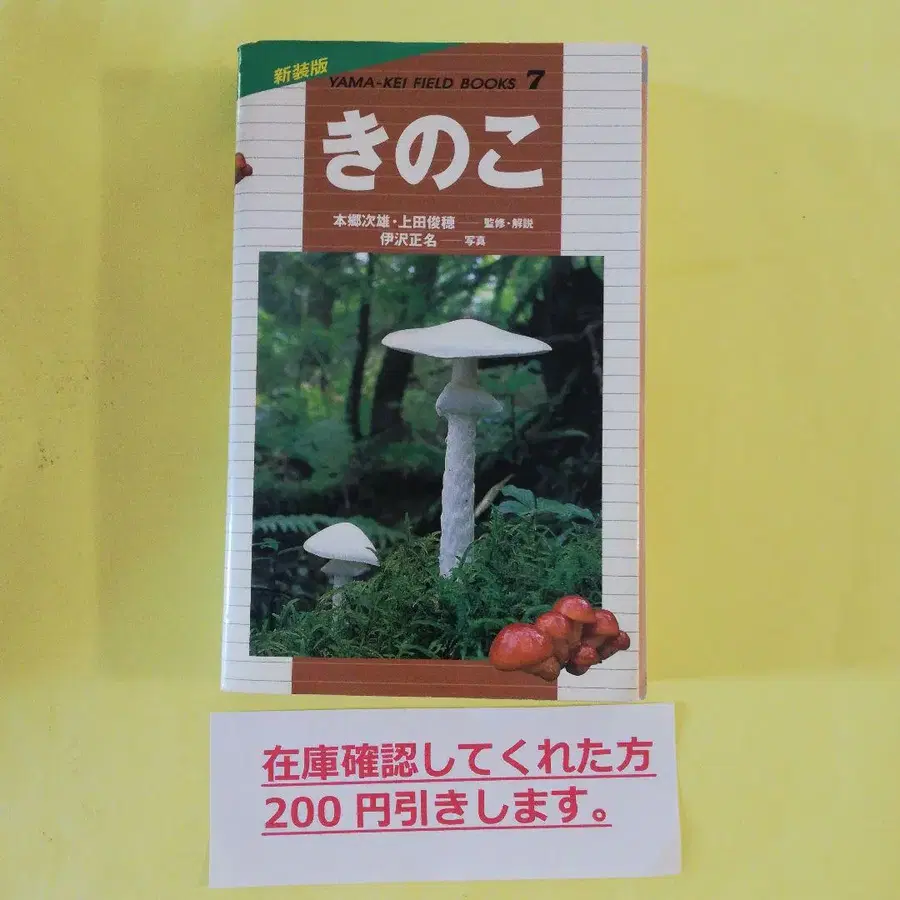 新装版
YAMA-KEI FIELD BOOKS 7
きのこ
本郷次雄・上田俊穂 ── 監修・解説
伊沢正名 ── 写真
在庫確認してくれた方
200 円引きします。